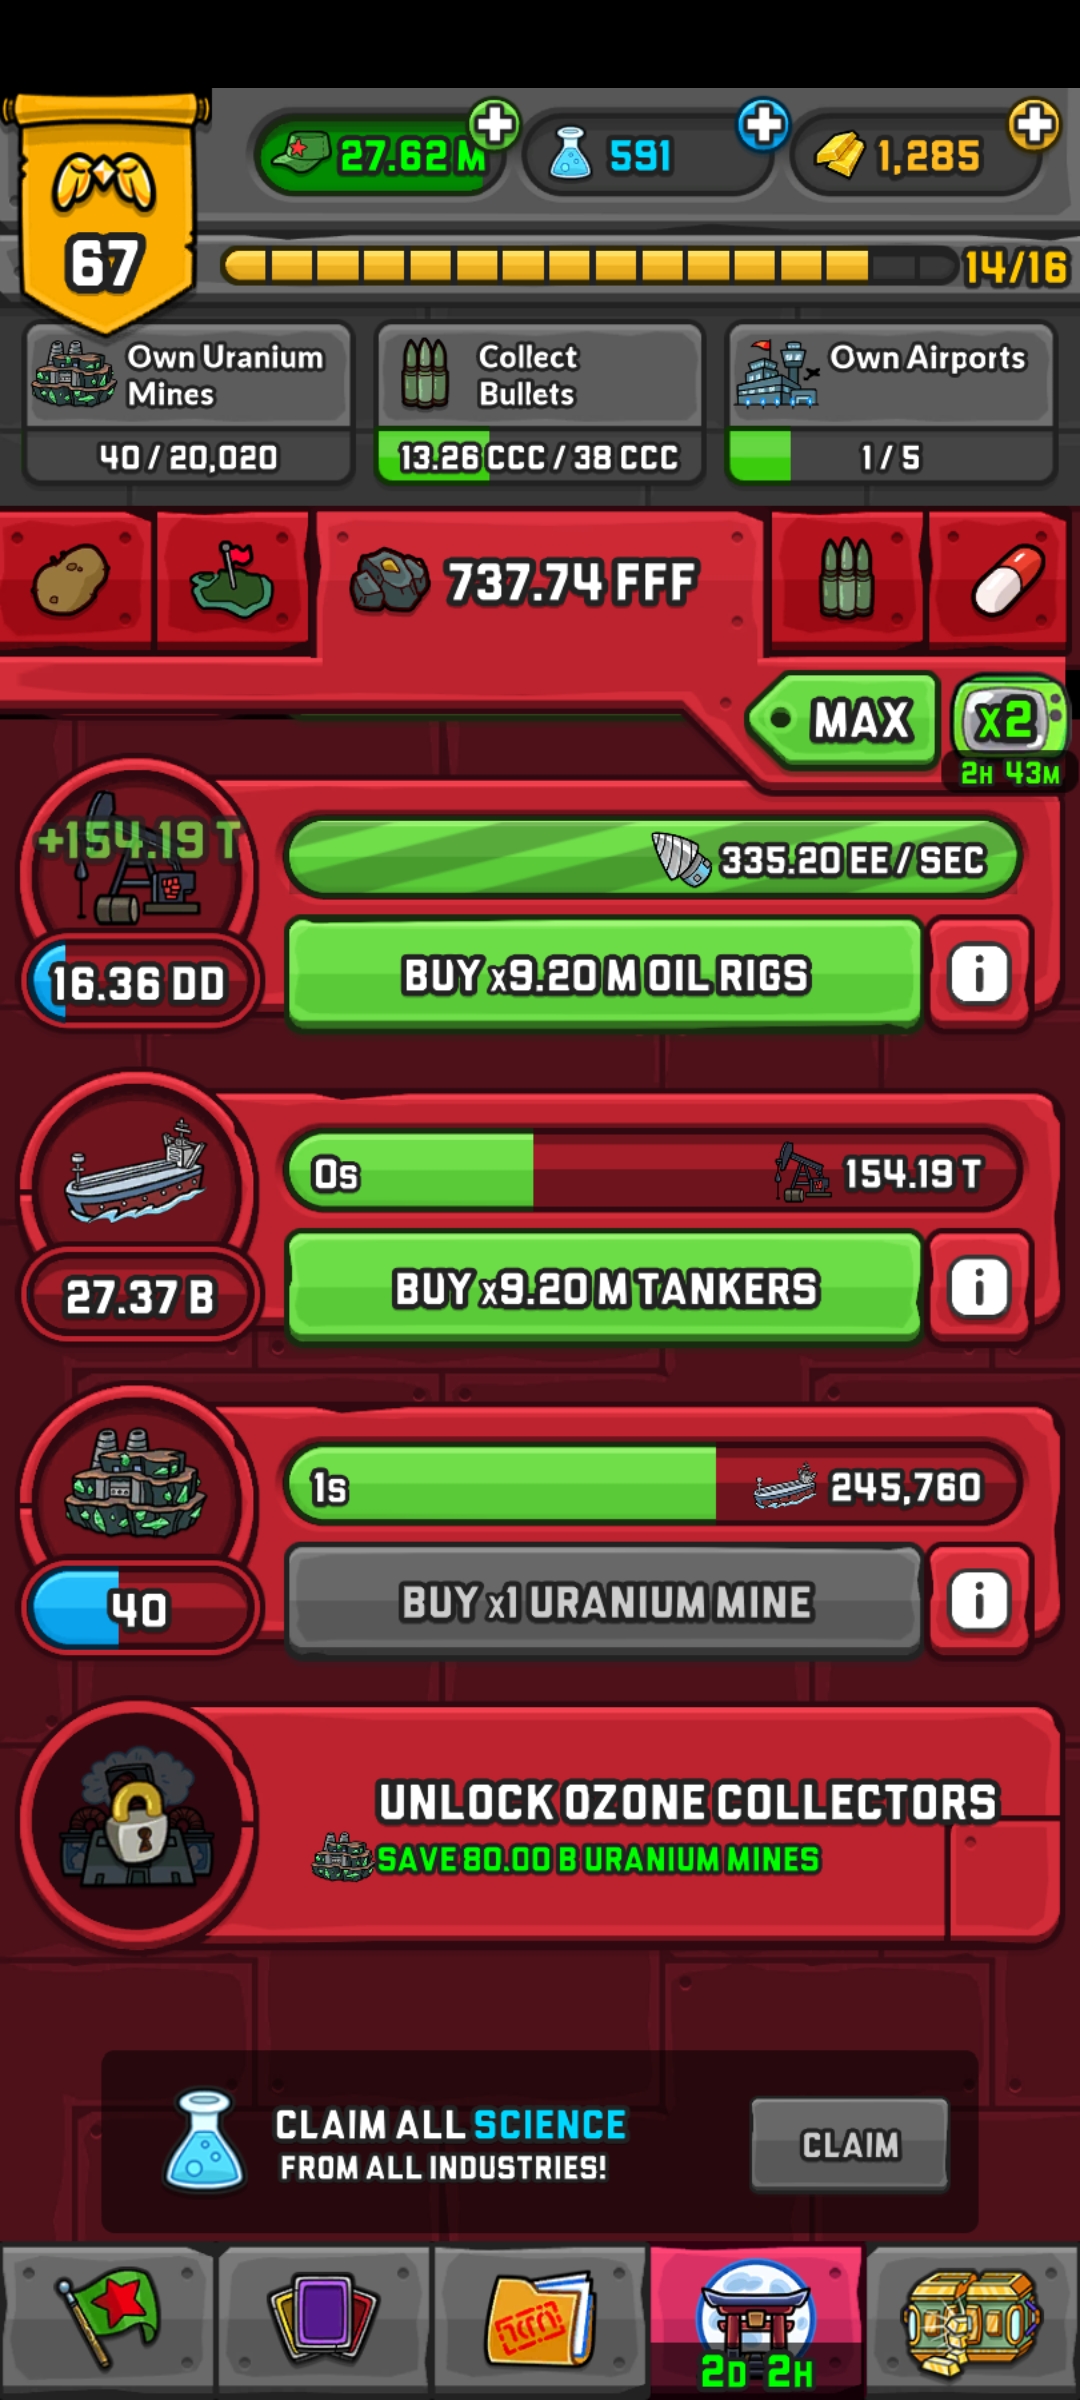 27.62 M
591
1,285
67
14/16
Own Uranium
Mines
40 / 20,020
Collect
Bullets
13.26 CCC / 38 CCC
Own Airports
1 / 5
737.74 FFF
MAX
x2
2H 43M
+154.19 T
335.20 EE / SEC
16.36 DD
BUY x9.20 M OIL RIGS
i
0s
154.19 T
27.37 B
BUY x9.20 M TANKERS
i
1s
245,760
40
BUY x1 URANIUM MINE
i
UNLOCK OZONE COLLECTORS
SAVE 80.00 B URANIUM MINES
CLAIM ALL SCIENCE
FROM ALL INDUSTRIES!
CLAIM
2D 2H